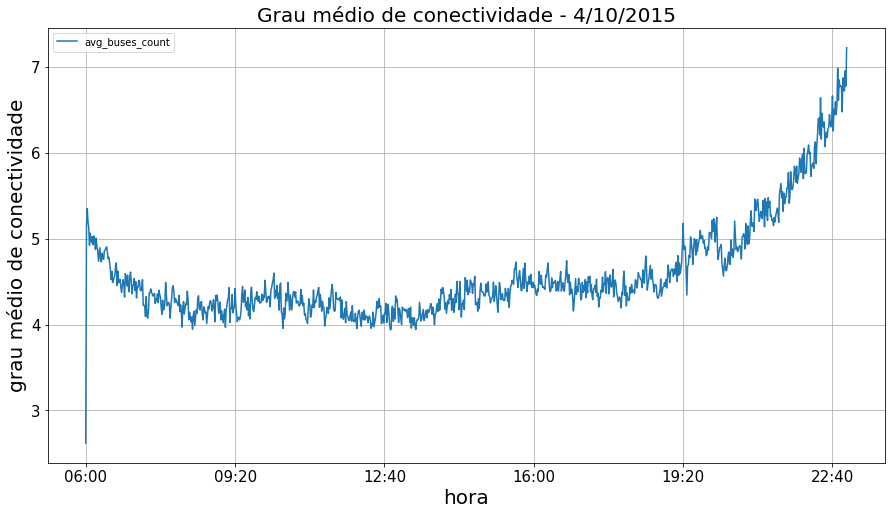 Grau médio de conectividade - 4/10/2015
avg_buses_count
grau médio de conectividade
7
6
5
4
3
06:00 09:20 12:40 16:00 19:20 22:40
hora